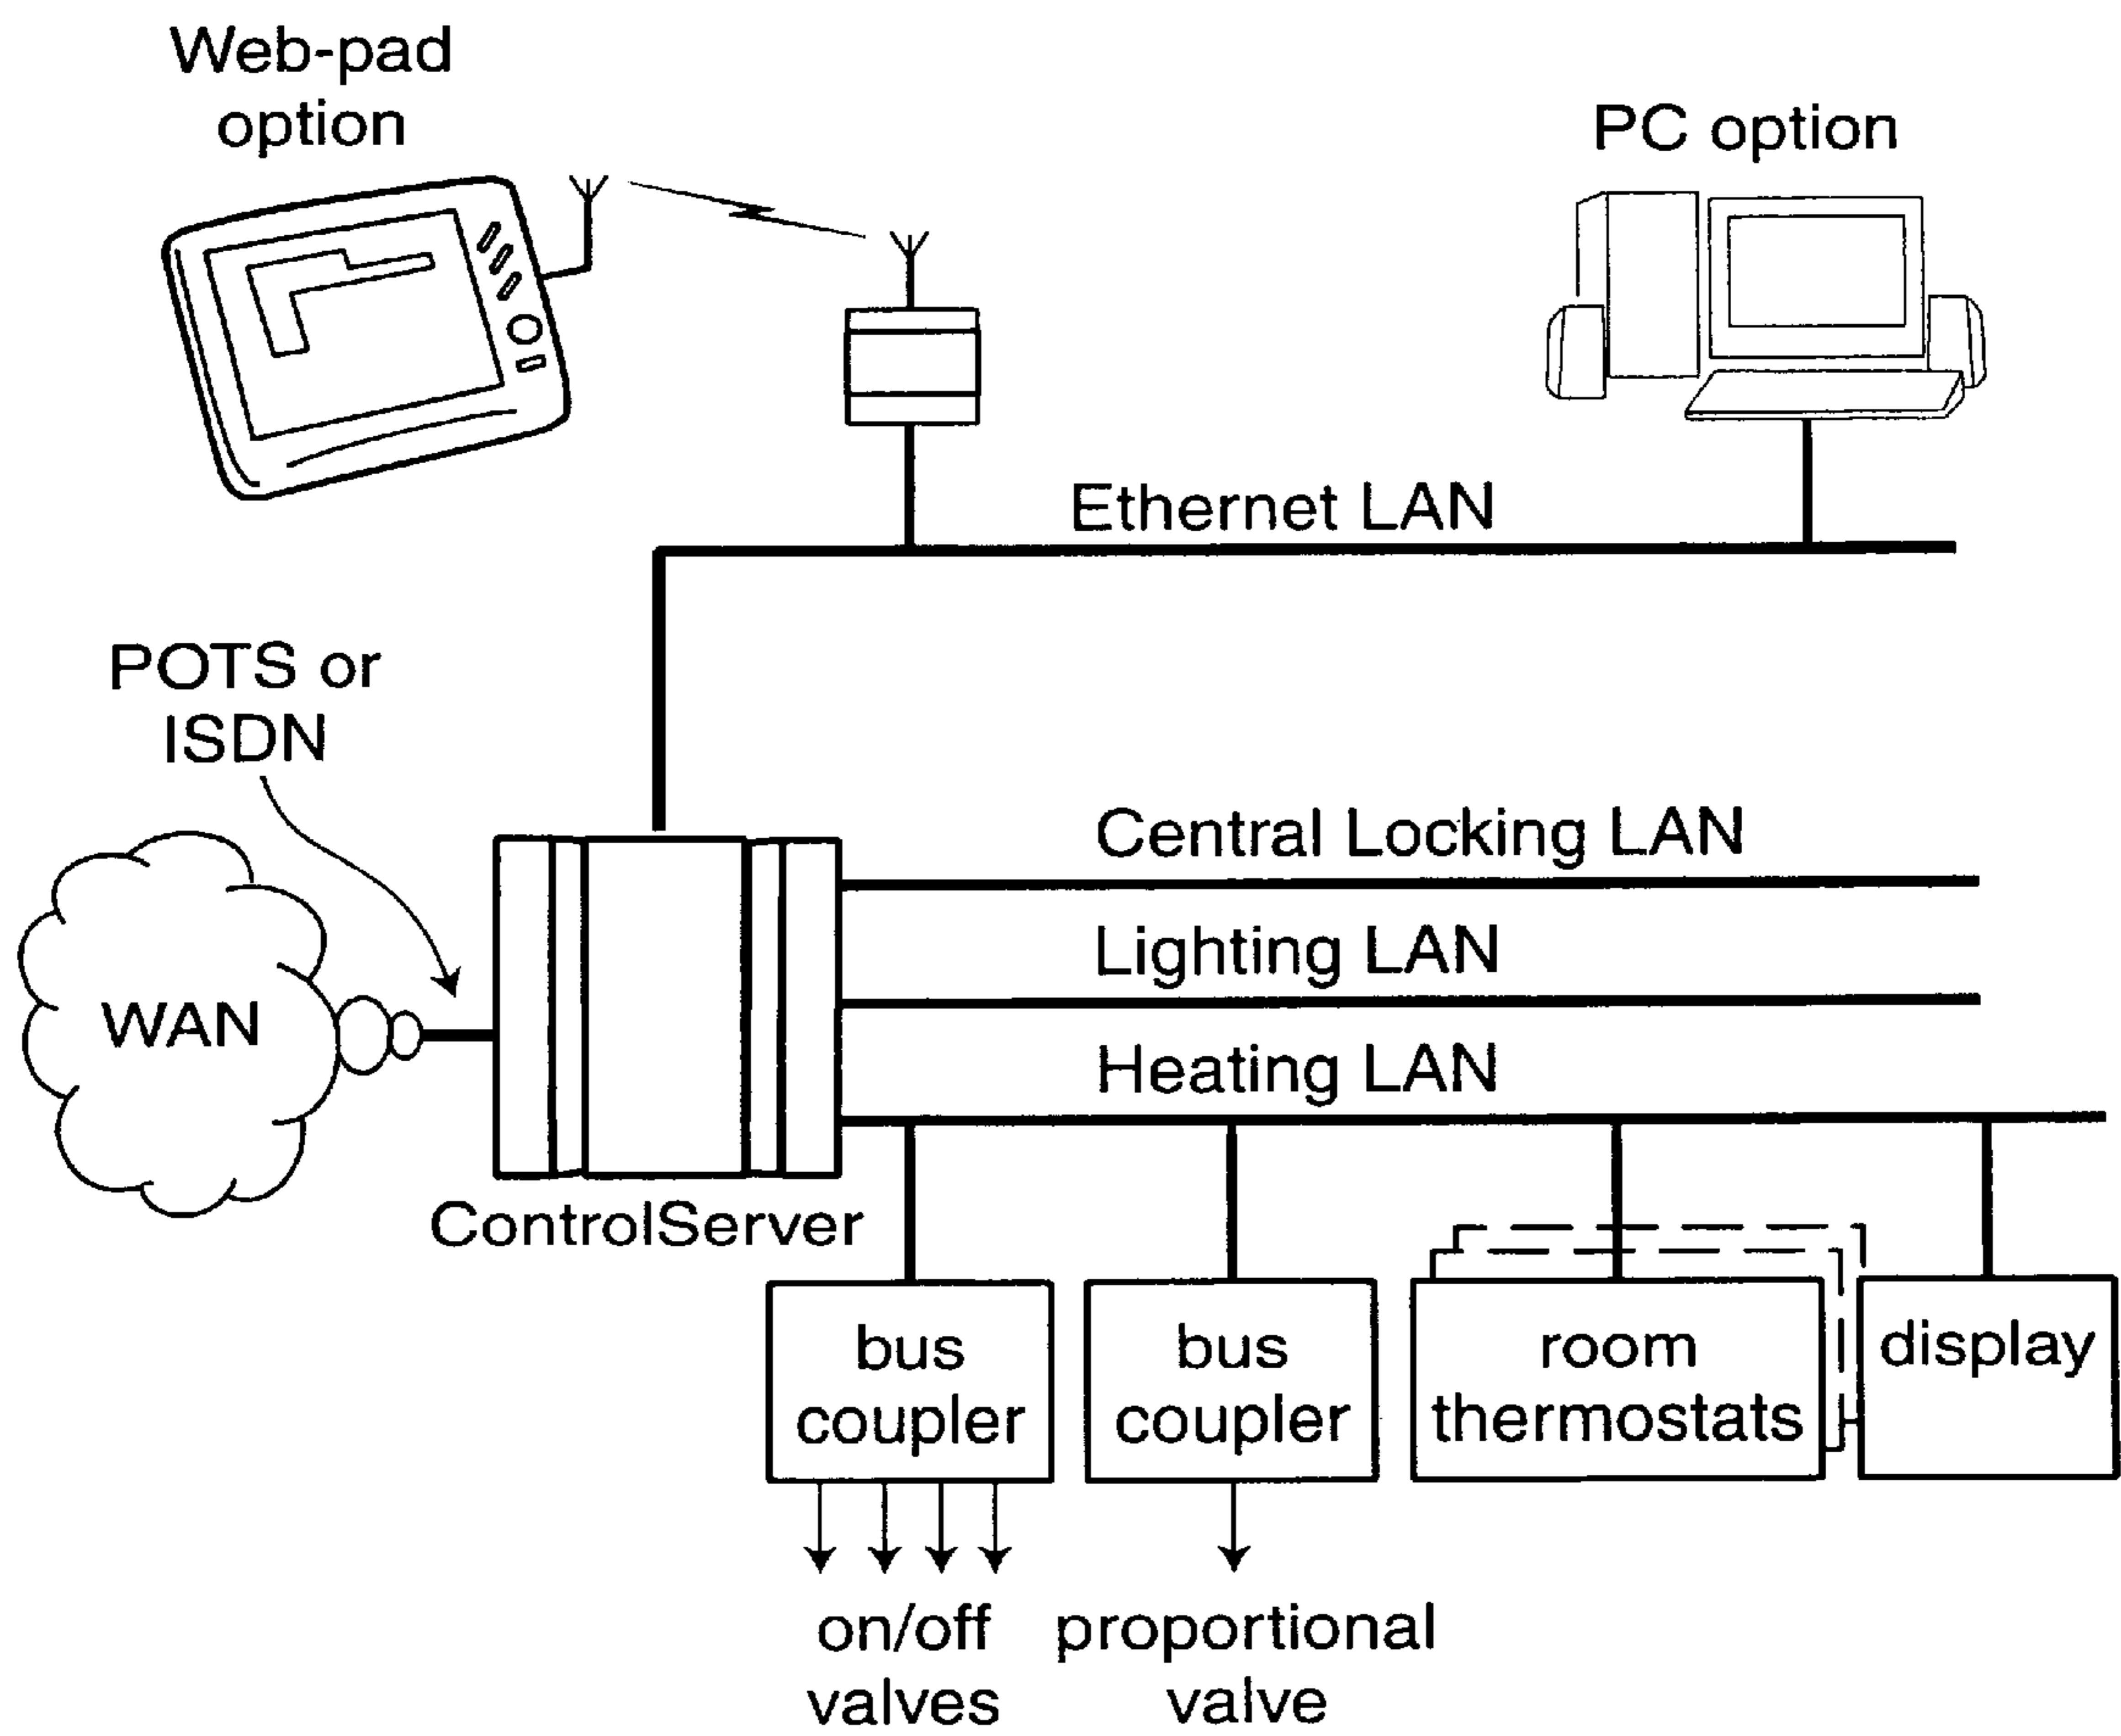 Web-pad
option
PC option
Ethernet LAN
POTS or
ISDN
Central Locking LAN
Lighting LAN
WAN
Heating LAN
ControlServer
bus
coupler
bus
coupler
room
thermostats
display
on/off
valves
proportional
valve